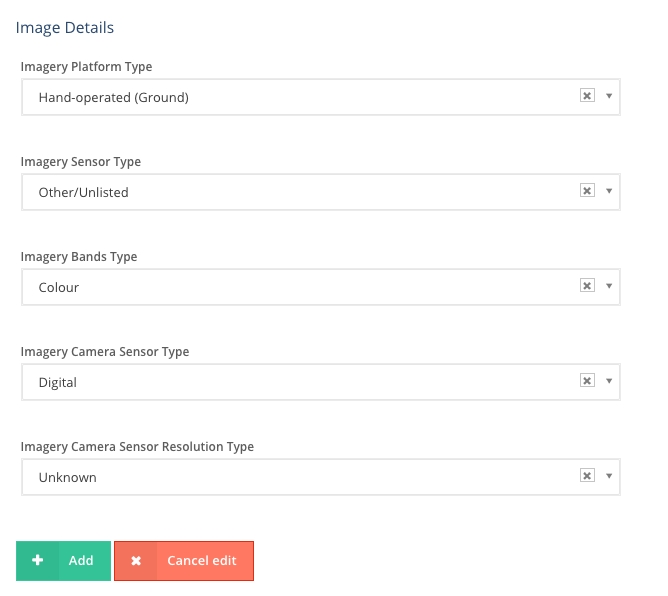 Image Details
Imagery Platform Type
Hand-operated (Ground)
Imagery Sensor Type
Other/Unlisted
Imagery Bands Type
Colour
Imagery Camera Sensor Type
Digital
Imagery Camera Sensor Resolution Type
Unknown
Add Cancel edit